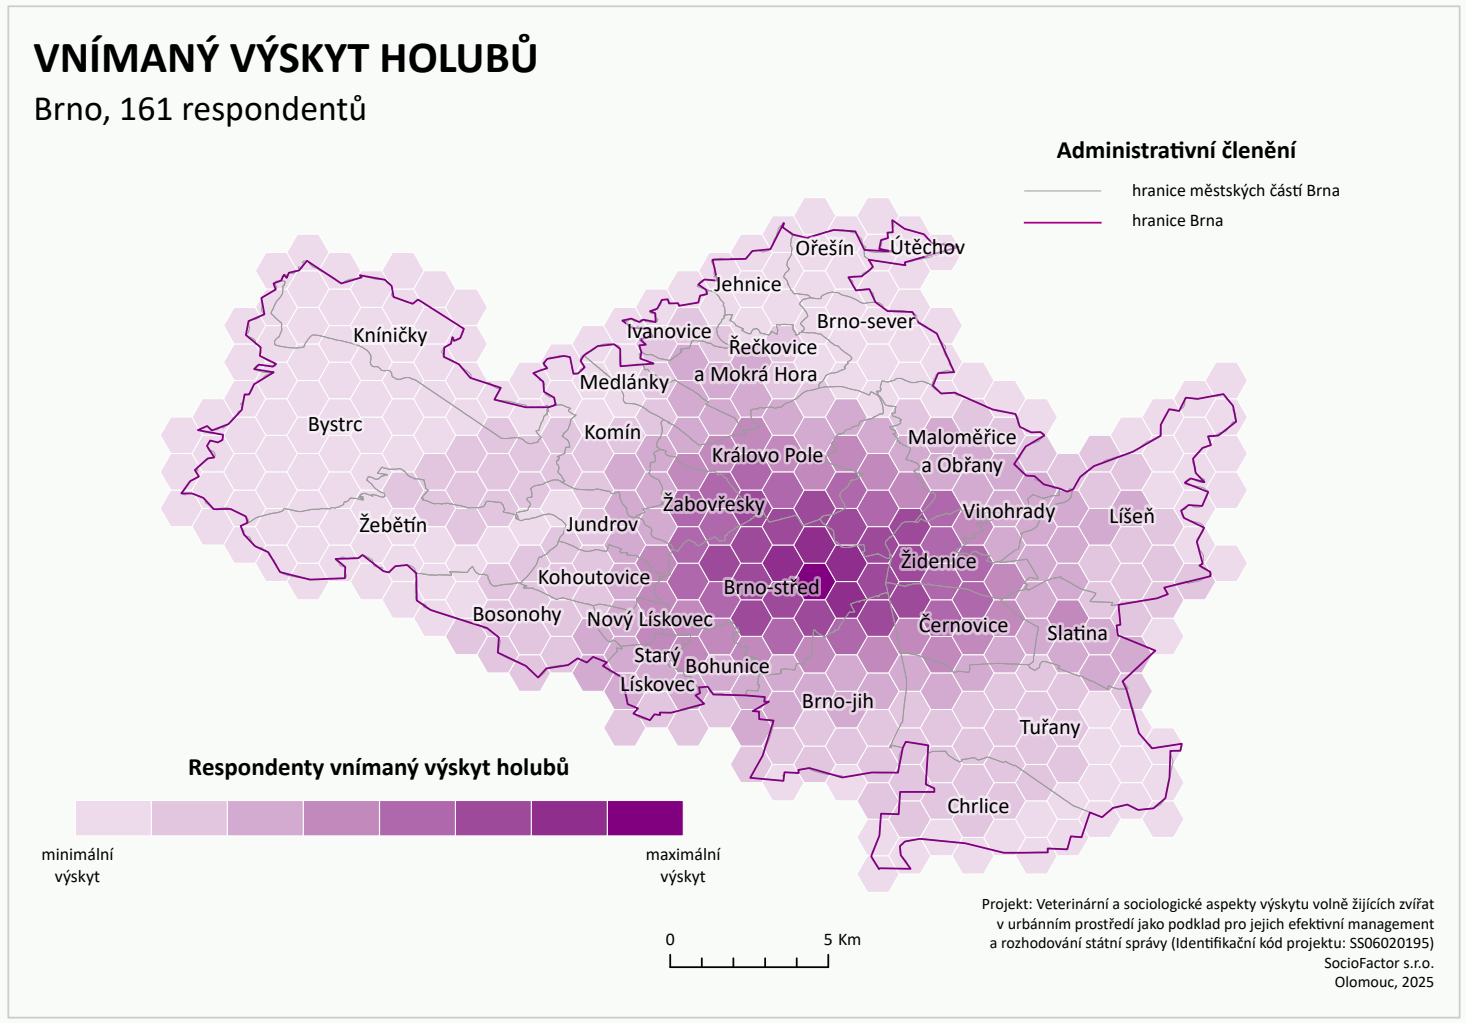 VNÍMANÝ VÝSKYT HOLUBŮ
Brno, 161 respondentů
Administrativní členění
hranice městských částí Brna
hranice Brna
Ořešín
Útěchov
Jehnice
Kníničky
Ivanovice
Brno-sever
Řečkovice
a Mokrá Hora
Medlánky
Bystrc
Komín
Královo Pole
Maloměřice
a Obřany
Žabovřesky
Vinohrady
Líšeň
Žebětín
Jundrov
Židenice
Kohoutovice
Brno-střed
Bosonohy
Nový Lískovec
Černovice
Slatina
Starý
Lískovec
Bohunice
Brno-jih
Tuřany
Chrlice
Respondenty vnímaný výskyt holubů
minimální
výskyt
maximální
výskyt
0
5 Km
Projekt: Veterinární a sociologické aspekty výskytu volně žijících zvířat
v urbánním prostředí jako podklad pro jejich efektivní management
a rozhodování státní správy (Identifikační kód projektu: SS06020195)
SocioFactor s.r.o.
Olomouc, 2025